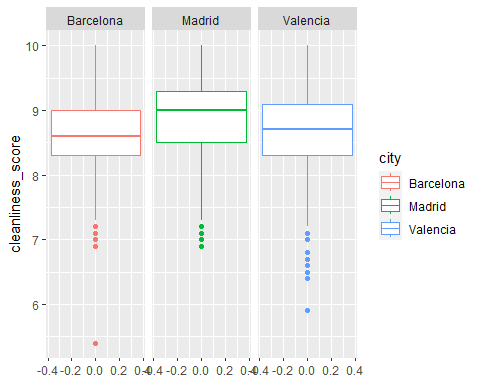 Barcelona Madrid Valencia
10
9
8
7
6
cleanliness_score
-0.4 -0.2 0.0 0.2 0.4 -0.4 -0.2 0.0 0.2 0.4 -0.4 -0.2 0.0 0.2 0.4
city
Barcelona
Madrid
Valencia